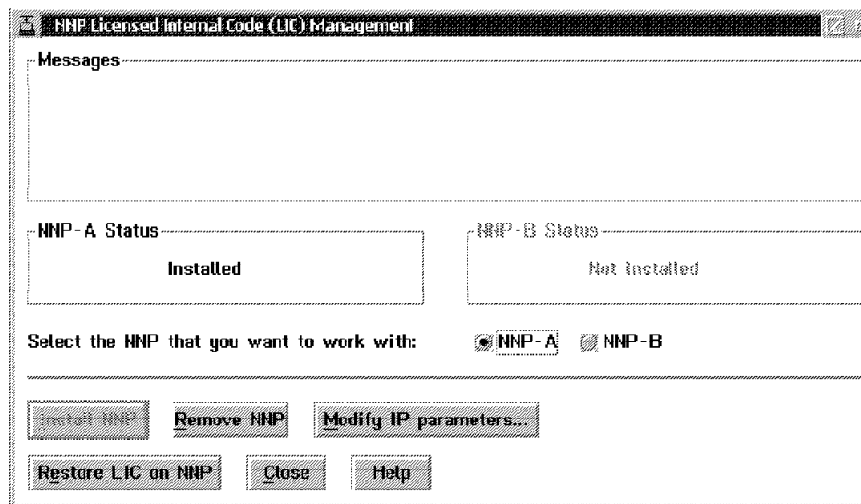 NNP Licensed Internal Code (LIC) Management
Messages
NNP-A Status
NNP-B Status
Installed
Not Installed
Select the NNP that you want to work with:
NNP-A
NNP-B
Install NNP
Remove NNP
Modify IP parameters...
Restore LIC on NNP
Close
Help